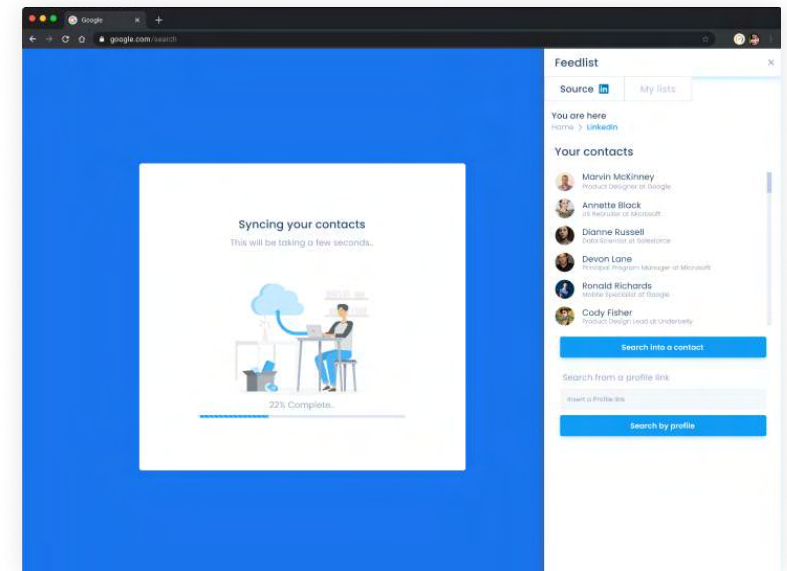 Google
google.com/search
Feedlist
Source in
My lists
You are here
Home > LinkedIn
Your contacts
Marvin McKinney
Product Designer at Google
Annette Black
UX Recruiter at Microsoft
Dianne Russell
Data Scientist at Salesforce
Devon Lane
Principal Program Manager at Microsoft
Ronald Richards
Mobile Specialist at Google
Cody Fisher
Product Design Lead at Underbelly
Search into a contact
Search from a profile link
Insert a Profile link
Search by profile
Syncing your contacts
This will be taking a few seconds..
22% Complete..